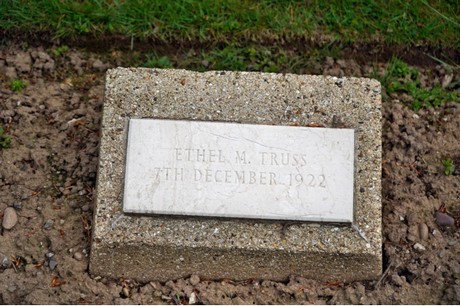 ETHEL M. TRUSS
7TH DECEMBER 1922